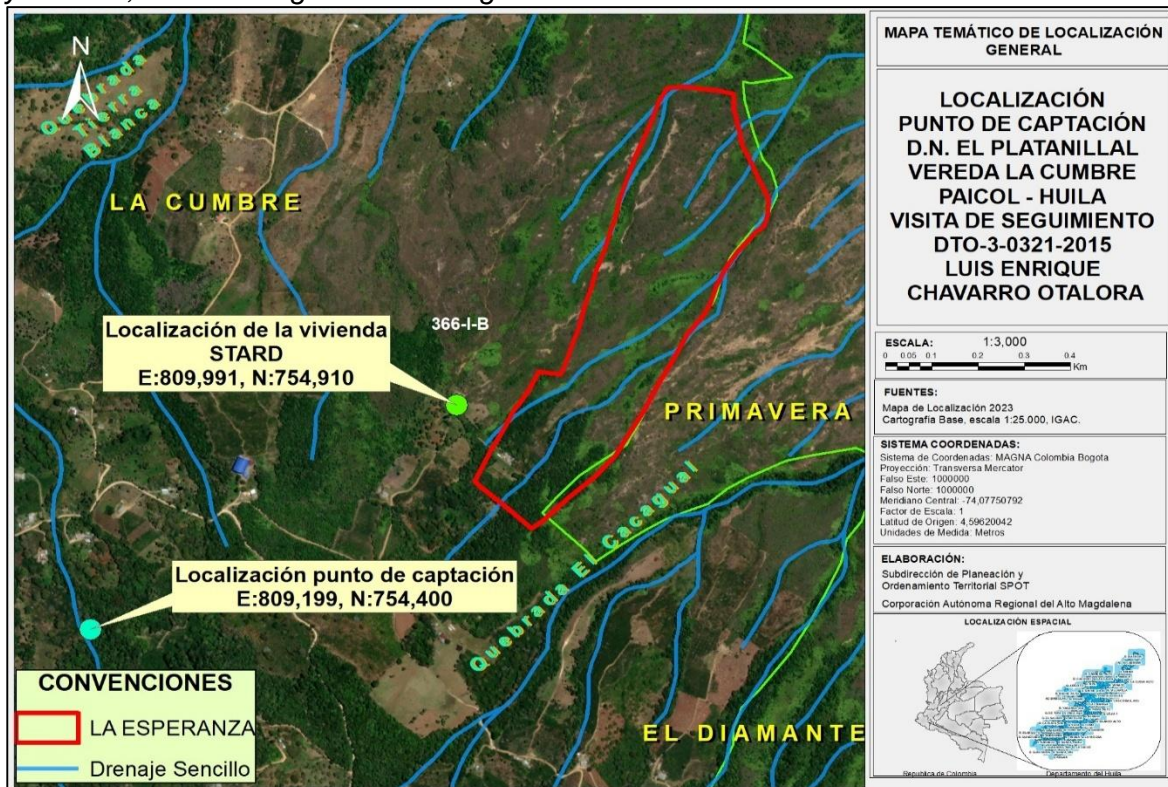 N
Quebrada
Tierra
Blanca
LA CUMBRE
Localización de la vivienda
STARD
E:809,991, N:754,910
366-I-B
PRIMAVERA
Quebrada El Cacagual
Localización punto de captación
E:809,199, N:754,400
EL DIAMANTE
CONVENCIONES
LA ESPERANZA
Drenaje Sencillo
MAPA TEMÁTICO DE LOCALIZACIÓN
GENERAL
LOCALIZACIÓN
PUNTO DE CAPTACIÓN
D.N. EL PLATANILLAL
VEREDA LA CUMBRE
PAICOL - HUILA
VISITA DE SEGUIMIENTO
DTO-3-0321-2015
LUIS ENRIQUE
CHAVARRO OTALORA
ESCALA: 1:3,000
0 0.05 0.1 0.2 0.3 0.4
Km
FUENTES:
Mapa de Localización 2023
Cartografía Base, escala 1:25.000, IGAC.
SISTEMA COORDENADAS:
Sistema de Coordenadas: MAGNA Colombia Bogota
Proyección: Transversa Mercator
Falso Este: 1000000
Falso Norte: 1000000
Meridiano Central: -74,07750792
Factor de Escala: 1
Latitud de Origen: 4,59620042
Unidades de Medida: Metros
ELABORACIÓN:
Subdirección de Planeación y
Ordenamiento Territorial SPOT
Corporación Autónoma Regional del Alto Magdalena
LOCALIZACIÓN ESPACIAL
Republica de Colombia
Departamento del Huila